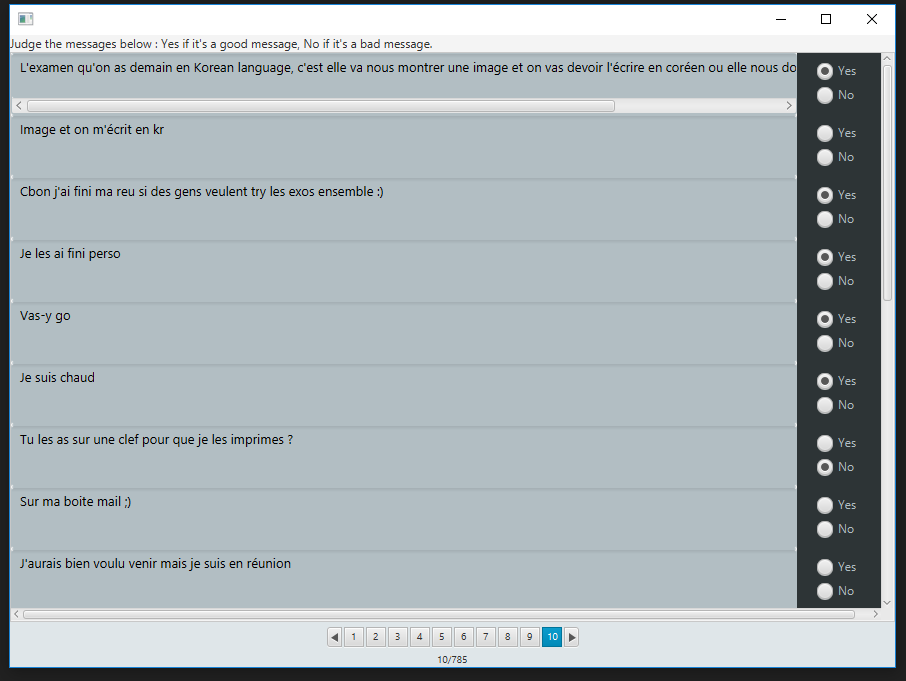 Judge the messages below : Yes if it's a good message, No if it's a bad message.
L'examen qu'on as demain en Korean language, c'est elle va nous montrer une image et on vas devoir l'écrire en coréen ou elle nous do
Yes
No
Image et on m'écrit en kr
Yes
No
Cbon j'ai fini ma reu si des gens veulent try les exos ensemble :)
Yes
No
Je les ai fini perso
Yes
No
Vas-y go
Yes
No
Je suis chaud
Yes
No
Tu les as sur une clef pour que je les imprimes ?
Yes
No
Sur ma boite mail ;)
Yes
No
J'aurais bien voulu venir mais je suis en réunion
Yes
No
1 2 3 4 5 6 7 8 9 10
10/785